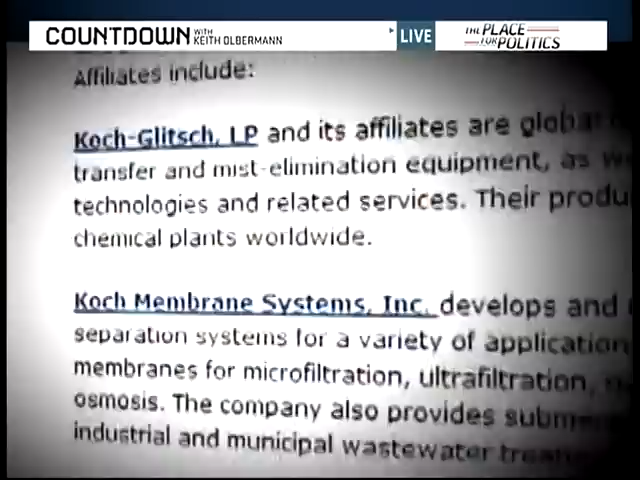 COUNTDOWN WITH KEITH OLBERMANN
LIVE
THE PLACE FOR POLITICS
Affiliates include:
Koch-Glitsch, LP and its affiliates are global
transfer and mist-elimination equipment, as
technologies and related services. Their
chemical plants worldwide.
Koch Membrane Systems, Inc. develops and
separation systems for a variety of application
membranes for microfiltration, ultrafiltration,
osmosis. The company also provides
industrial and municipal wastewater